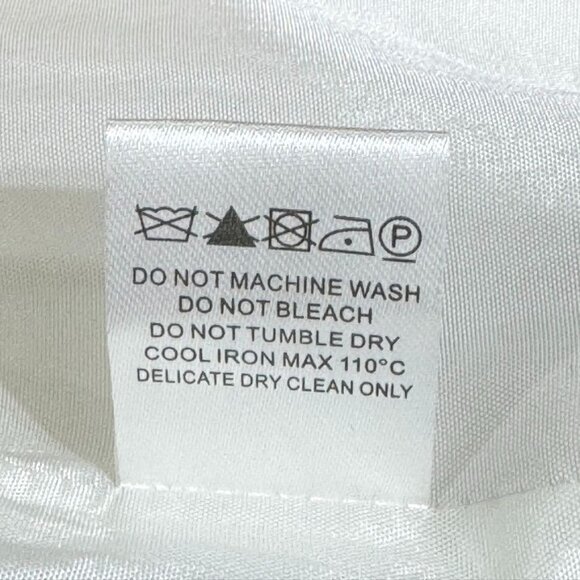 P
DO NOT MACHINE WASH
DO NOT BLEACH
DO NOT TUMBLE DRY
COOL IRON MAX 110°C
DELICATE DRY CLEAN ONLY